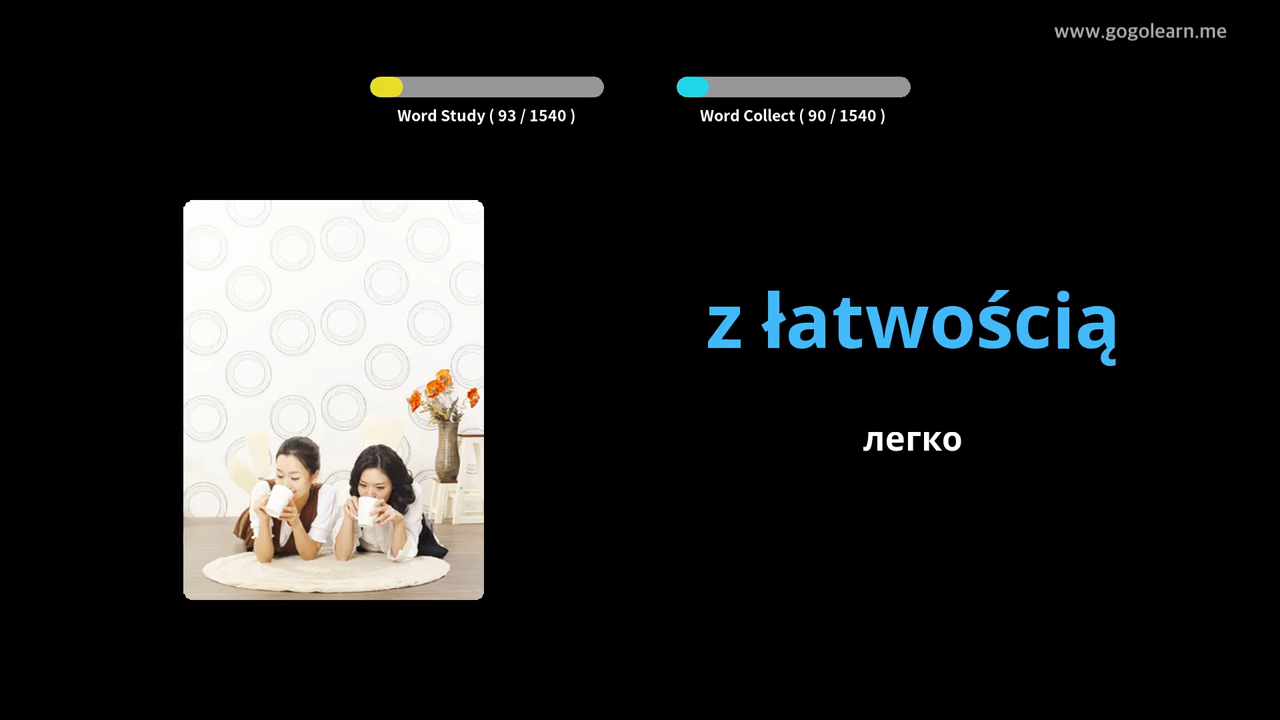 www.gogolearn.me
Word Study ( 93 / 1540 )
Word Collect ( 90 / 1540 )
z łatwością
легко